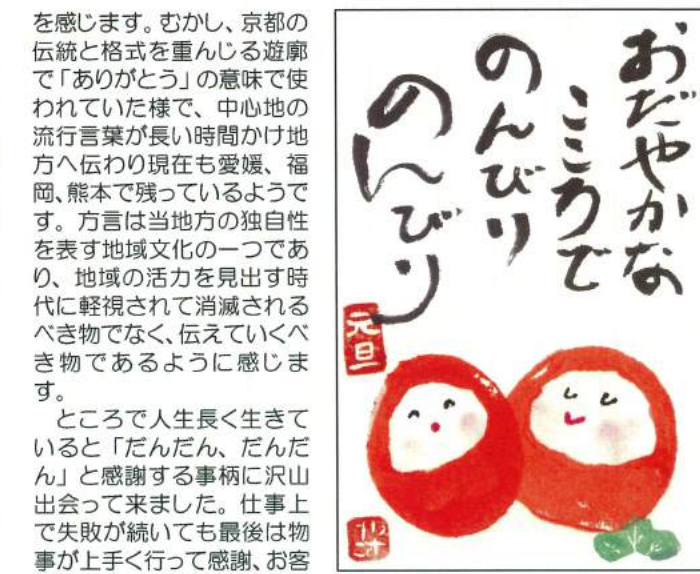 を感じます。むかし、京都の
伝統と格式を重んじる遊廓
で「ありがとう」の意味で使
われていた様で、中心地の
流行言葉が長い時間かけ地
方へ伝わり現在も愛媛、福
岡、熊本で残っているようで
す。方言は当地方の独自性
を表す地域文化の一つであ
り、地域の活力を見出す時
代に軽視されて消滅される
べき物でなく、伝えていくべ
き物であるように感じま
す。
ところで人生長く生きて
いると「だんだん、だんだ
ん」と感謝する事柄に沢山
出会って来ました。仕事上
で失敗が続いても最後は物
事が上手く行って感謝、お客
おだやかな
こころで
のんびり
のんびり
元旦